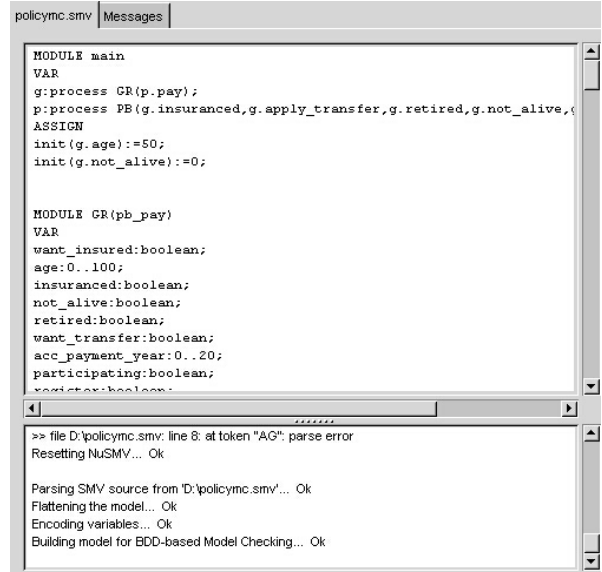 policymc.smv Messages
MODULE main
VAR
g:process GR(p.pay);
p:process PB(g.insuranced,g.apply_transfer,g.retired,g.not_alive,
ASSIGN
init(g.age):=50;
init(g.not_alive):=0;
MODULE GR(pb_pay)
VAR
want_insured:boolean;
age:0..100;
insuranced:boolean;
not_alive:boolean;
retired:boolean;
want_transfer:boolean;
acc_payment_year:0..20;
participating:boolean;
register:boolean;
>> file D:\policymc.smv: line 8: at token "AG": parse error
Resetting NuSMV... Ok
Parsing SMV source from 'D:\policymc.smv'... Ok
Flattening the model... Ok
Encoding variables... Ok
Building model for BDD-based Model Checking... Ok